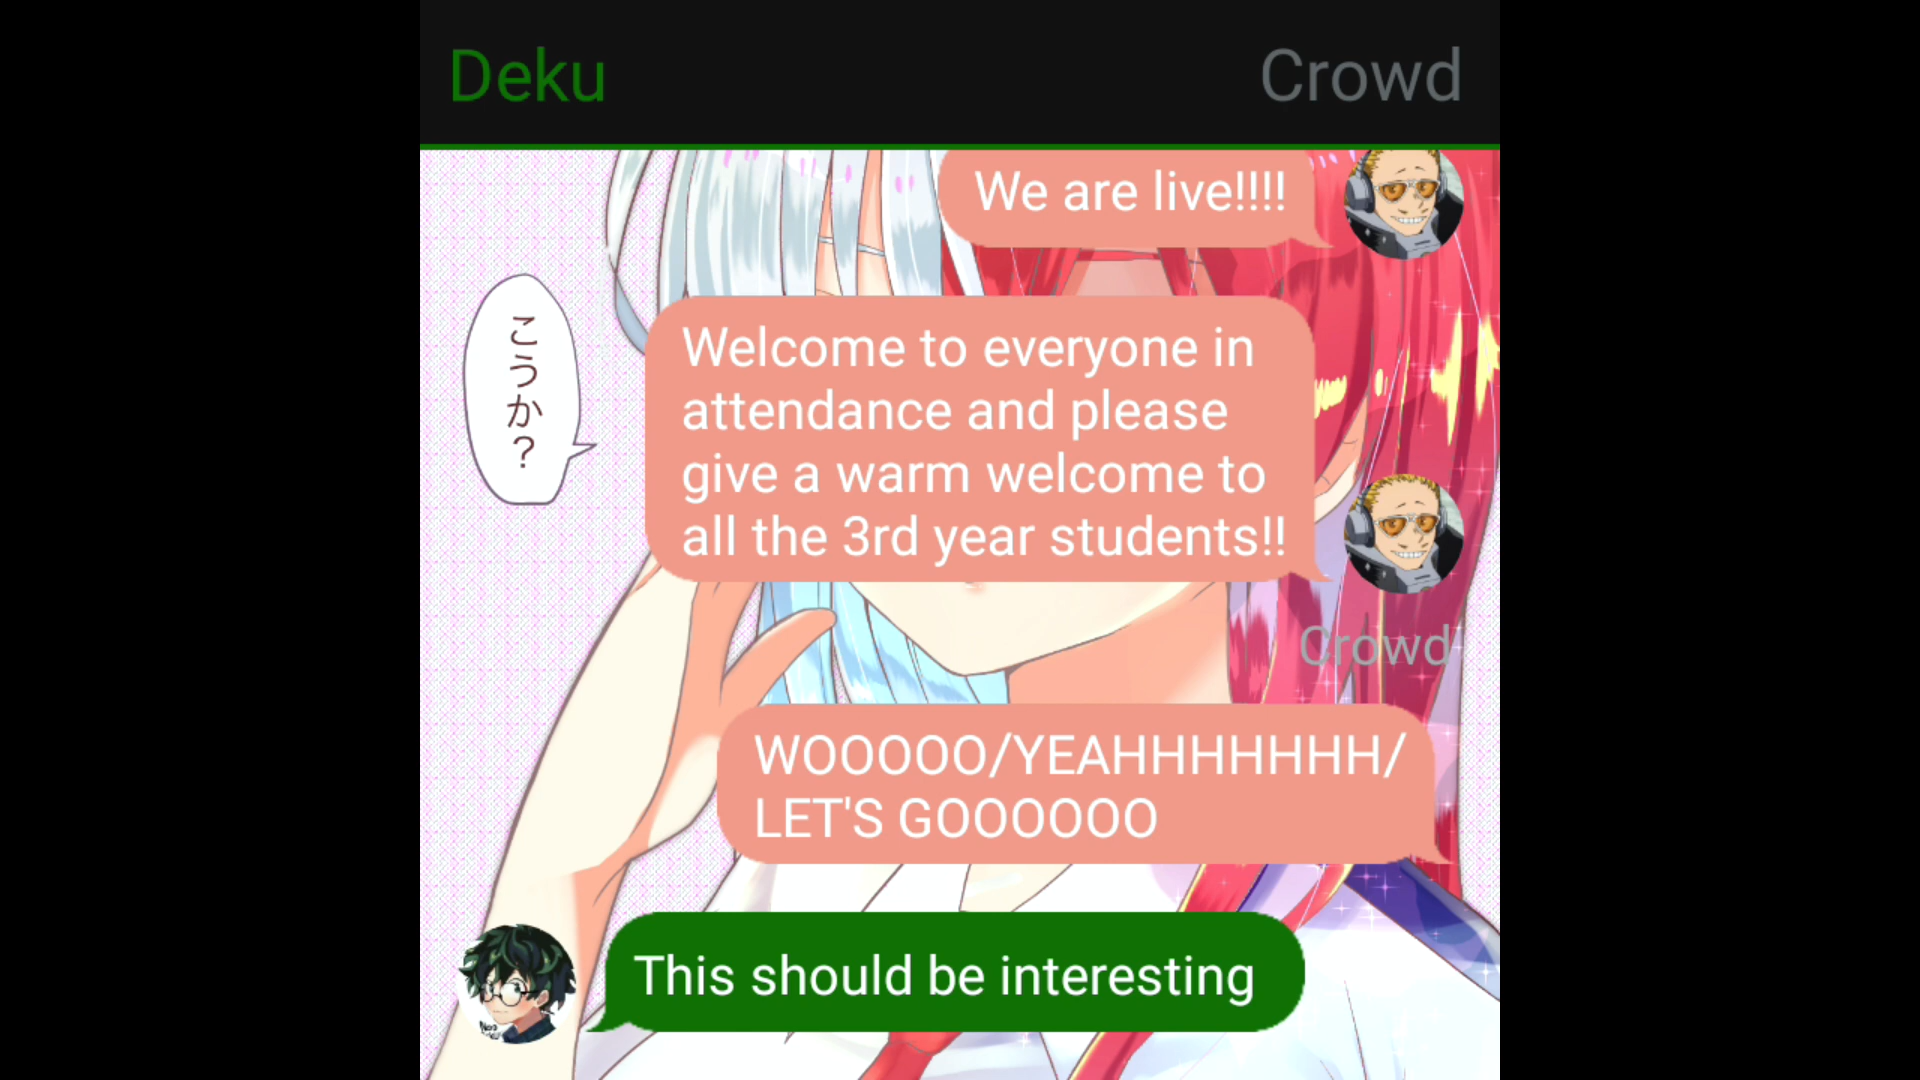 Deku
Crowd
We are live!!!!
こうか？
Welcome to everyone in
attendance and please
give a warm welcome to
all the 3rd year students!!
Crowd
WOOOOO/YEAHHHHHHHH/
LET'S GOOOOOO
This should be interesting